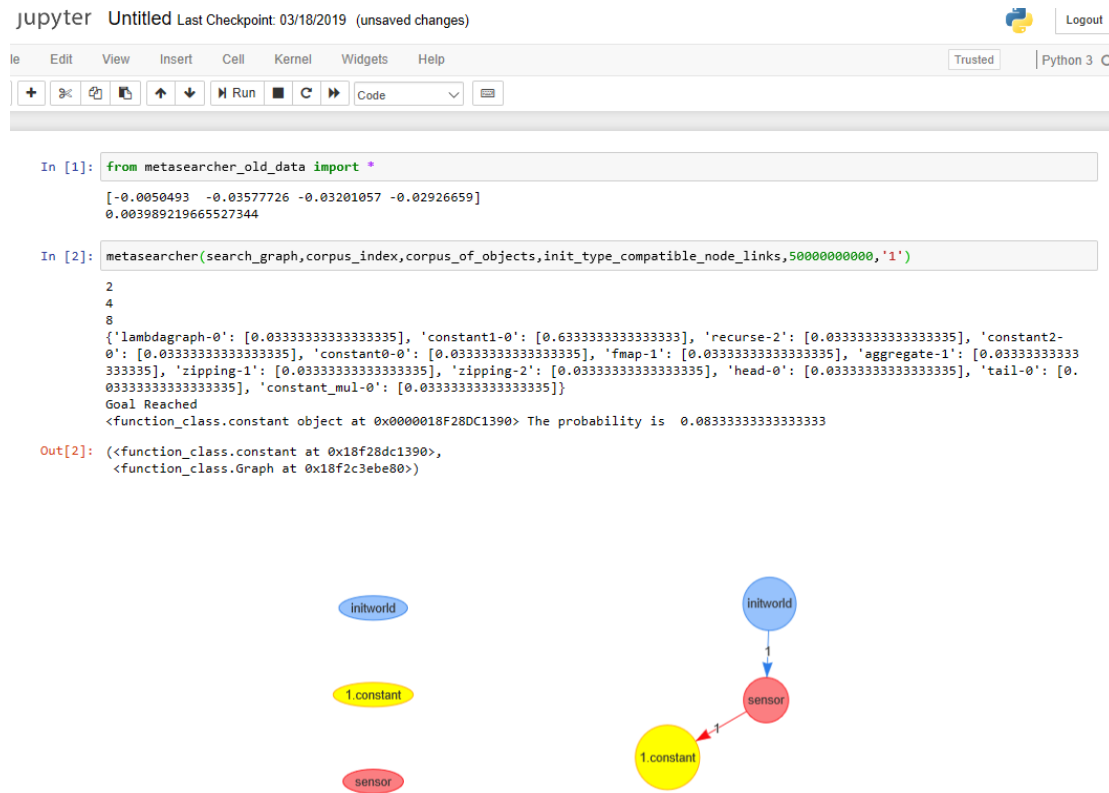 jupyter Untitled Last Checkpoint: 03/18/2019 (unsaved changes) Logout
le Edit View Insert Cell Kernel Widgets Help Trusted Python 3
Run Code
In [1]: from metasearcher_old_data import *
[-0.0050493 -0.03577726 -0.03201057 -0.02926659]
0.003989219665527344
In [2]: metasearcher(search_graph,corpus_index,corpus_of_objects,init_type_compatible_node_links,50000000000,'1')
2
4
8
{'lambdagraph-0': [0.03333333333333335], 'constant1-0': [0.6333333333333333], 'recurse-2': [0.03333333333333335], 'constant2-
0': [0.03333333333333335], 'constant0-0': [0.03333333333333335], 'fmap-1': [0.03333333333333335], 'aggregate-1': [0.03333333333
333335], 'zipping-1': [0.03333333333333335], 'zipping-2': [0.03333333333333335], 'head-0': [0.03333333333333335], 'tail-0': [0.
03333333333333335], 'constant_mul-0': [0.03333333333333335]}
Goal Reached
<function_class.constant object at 0x0000018F28DC1390> The probability is 0.08333333333333333
Out[2]: (<function_class.constant at 0x18f28dc1390>,
<function_class.Graph at 0x18f2c3ebe80>)
initworld
1.constant
sensor
initworld
1
sensor
1
1.constant